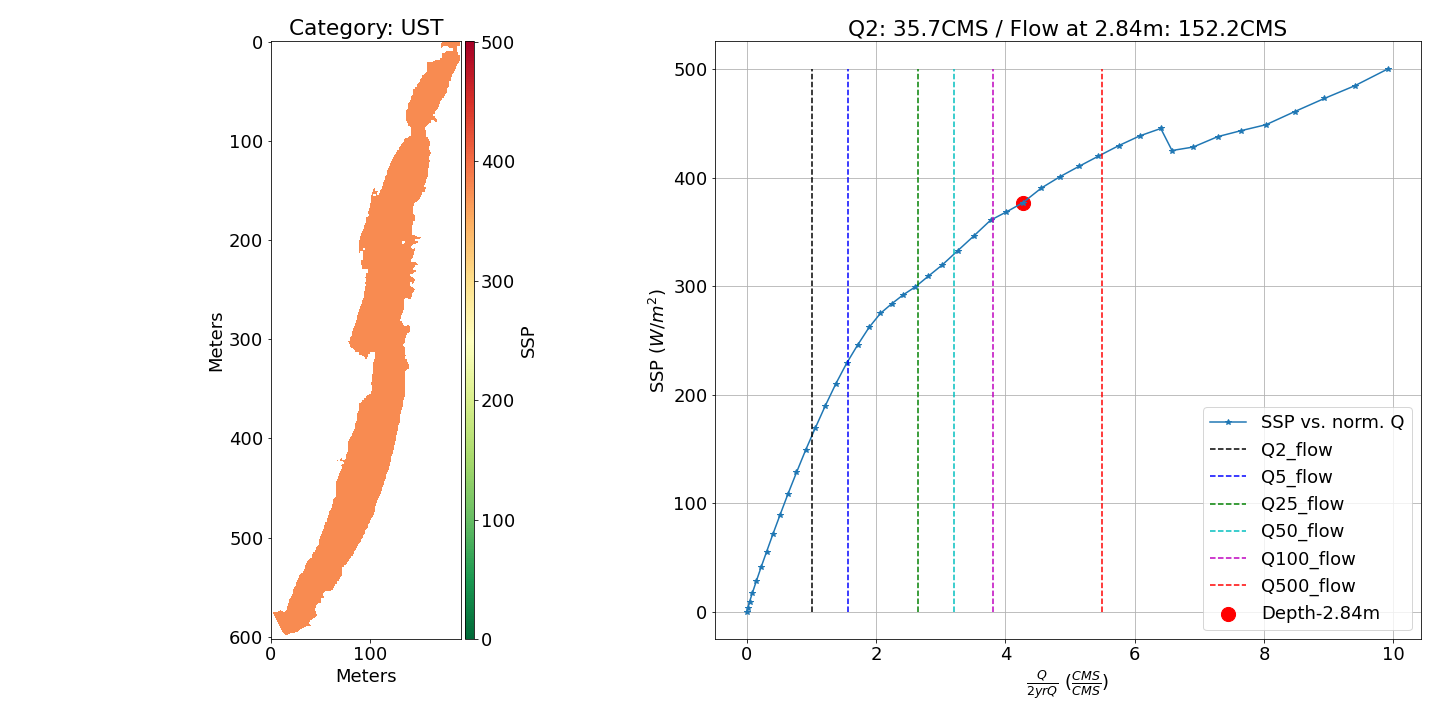 Category: UST
0
100
200
300
400
500
600
Meters
0
100
Meters
500
400
300
200
100
0
SSP
Q2: 35.7CMS / Flow at 2.84m: 152.2CMS
500
400
300
200
100
0
SSP (W/m²)
0
2
4
6
8
10
Q/2yrQ (CMS/CMS)
SSP vs. norm. Q
Q2_flow
Q5_flow
Q25_flow
Q50_flow
Q100_flow
Q500_flow
Depth-2.84m